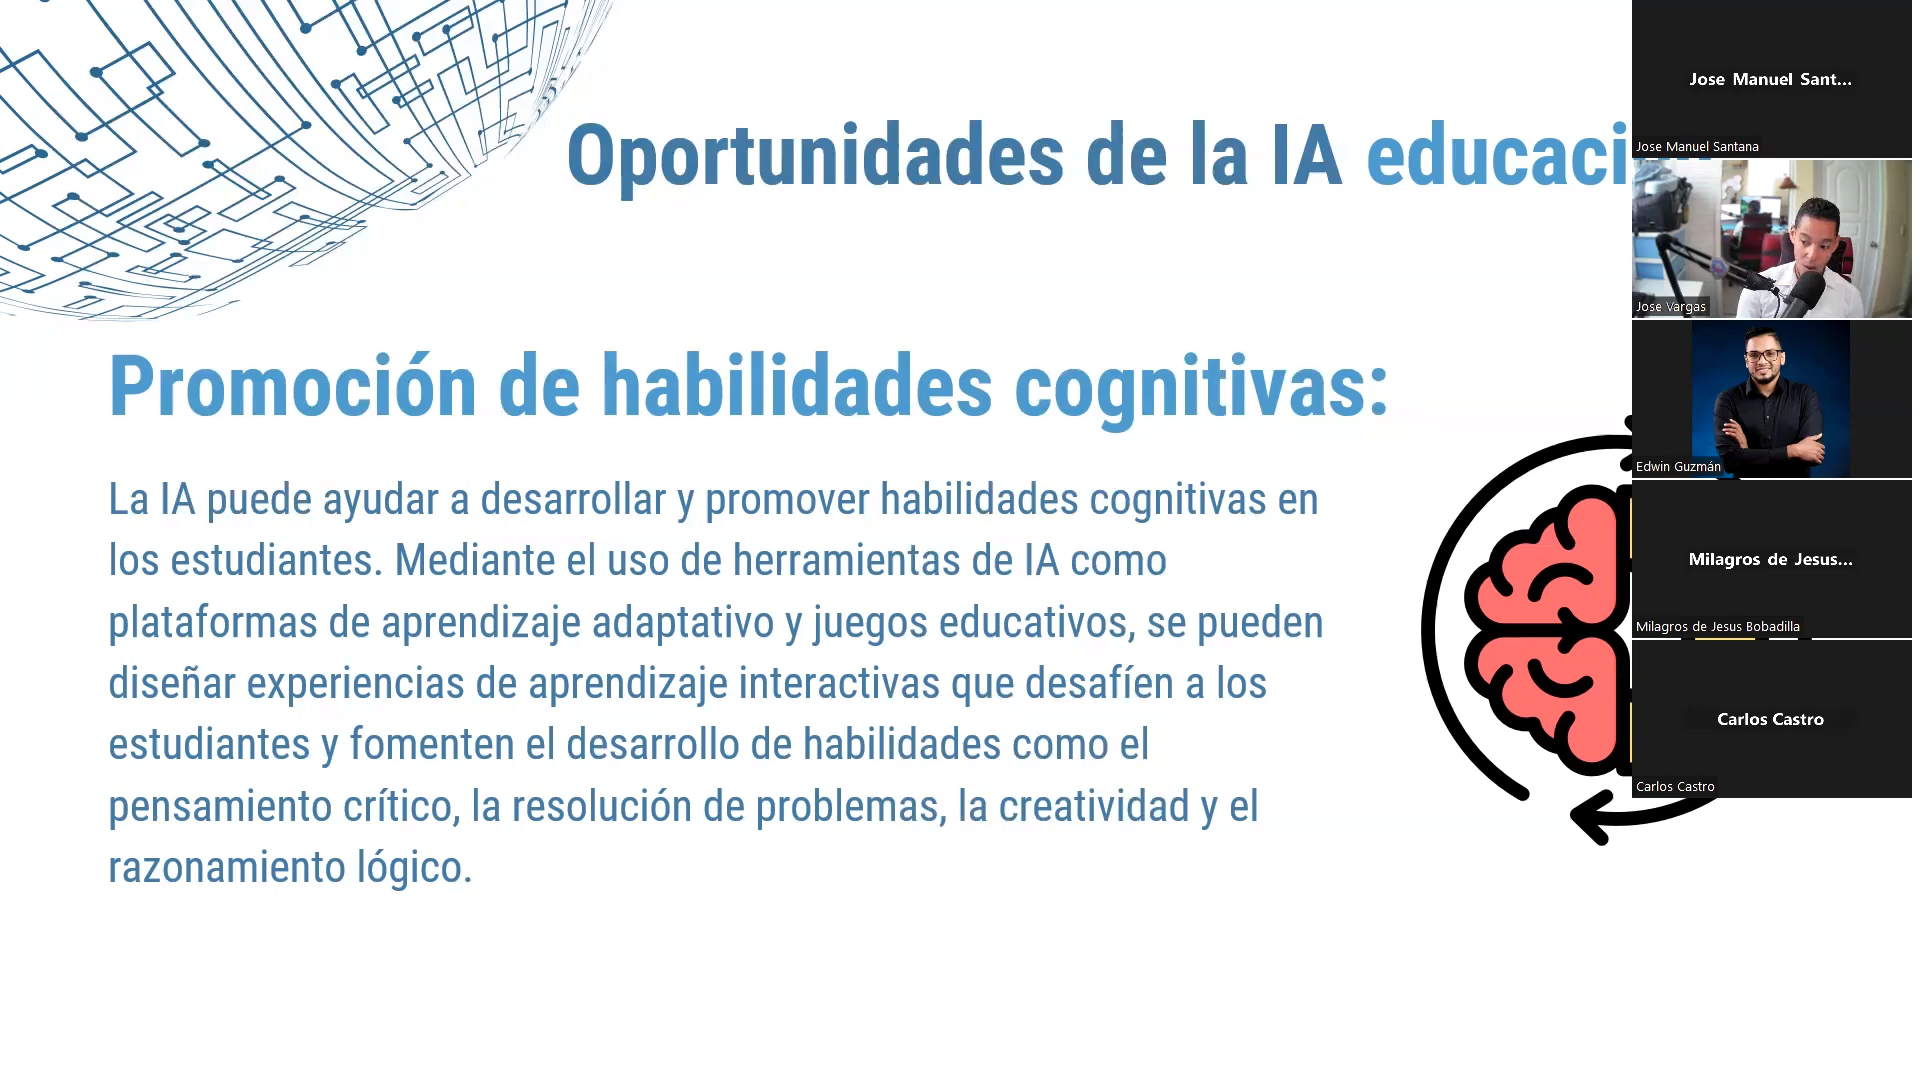 Oportunidades de la IA educaci
Promoción de habilidades cognitivas:
La IA puede ayudar a desarrollar y promover habilidades cognitivas en
los estudiantes. Mediante el uso de herramientas de IA como
plataformas de aprendizaje adaptativo y juegos educativos, se pueden
diseñar experiencias de aprendizaje interactivas que desafíen a los
estudiantes y fomenten el desarrollo de habilidades como el
pensamiento crítico, la resolución de problemas, la creatividad y el
razonamiento lógico.
Jose Manuel Sant...
Jose Manuel Santana
Jose Vargas
Edwin Guzmán
Milagros de Jesus...
Milagros de Jesus Bobadilla
Carlos Castro
Carlos Castro